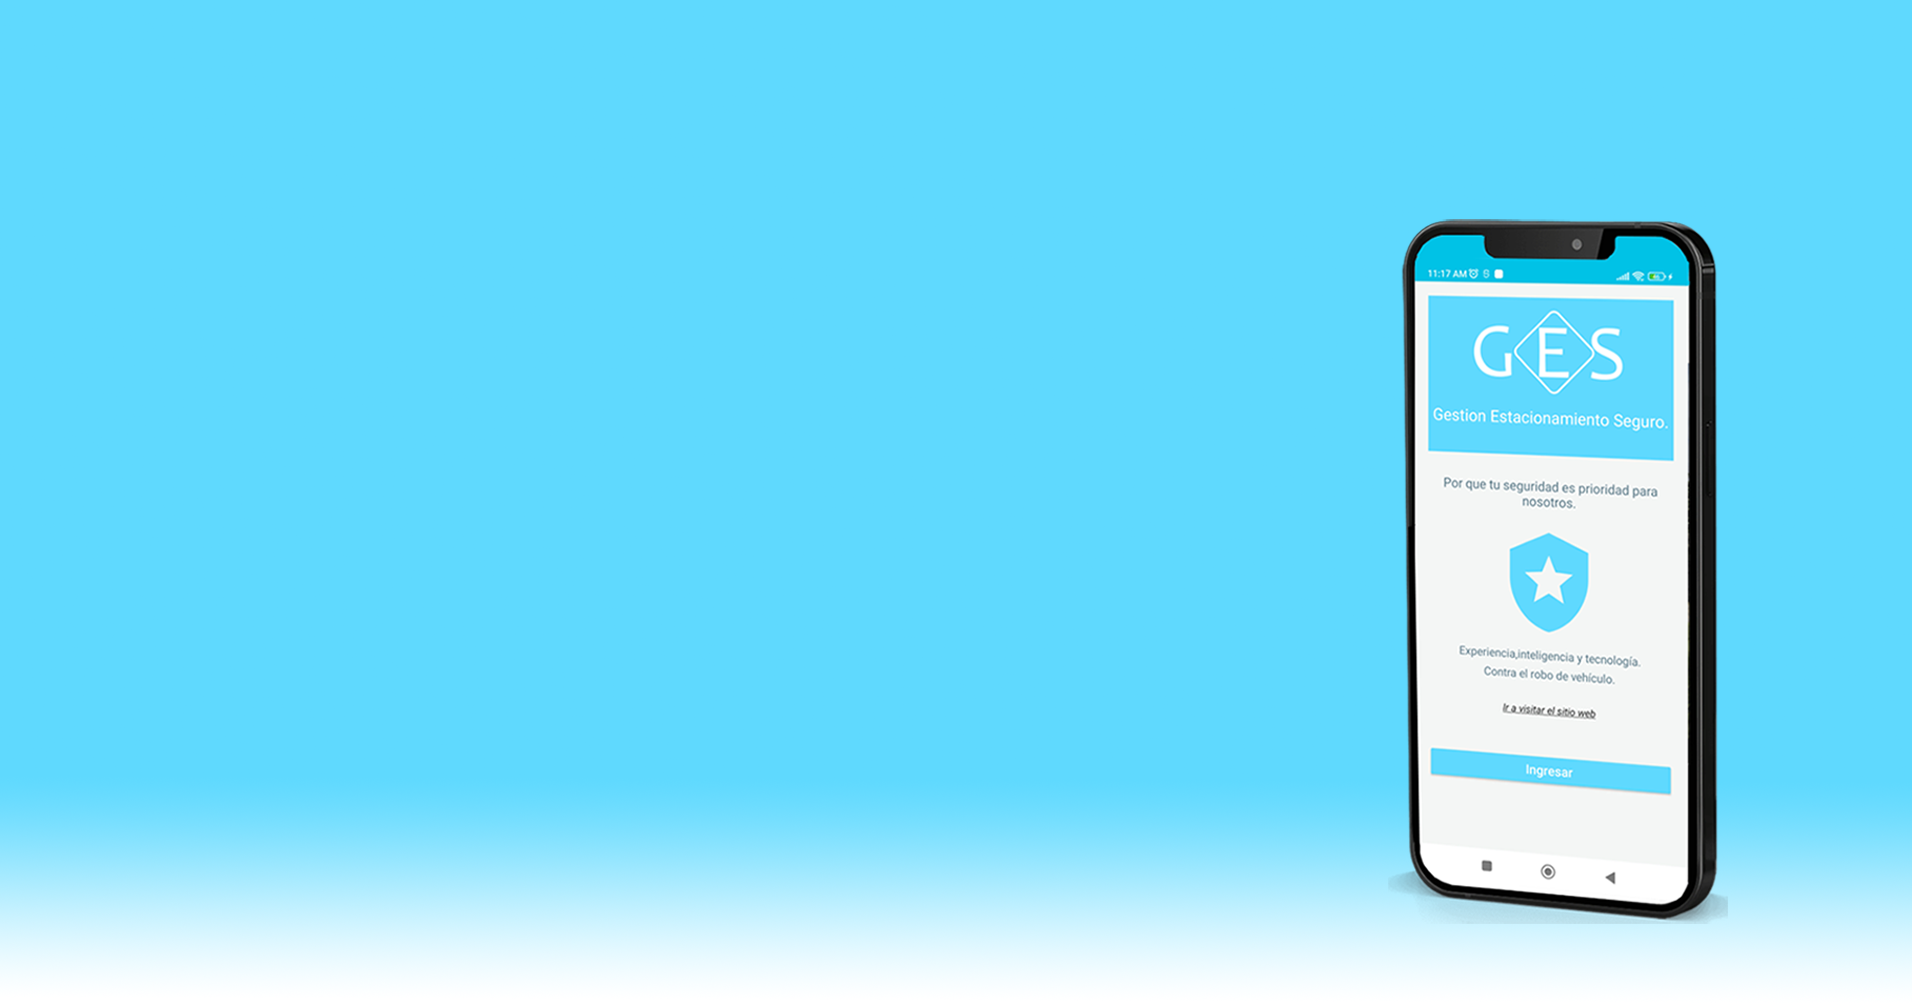 11:17 AM
GES
Gestion Estacionamiento Seguro.
Por que tu seguridad es prioridad para
nosotros.
Experiencia,inteligencia y tecnología.
Contra el robo de vehículo.
Ir a visitar el sitio web
Ingresar